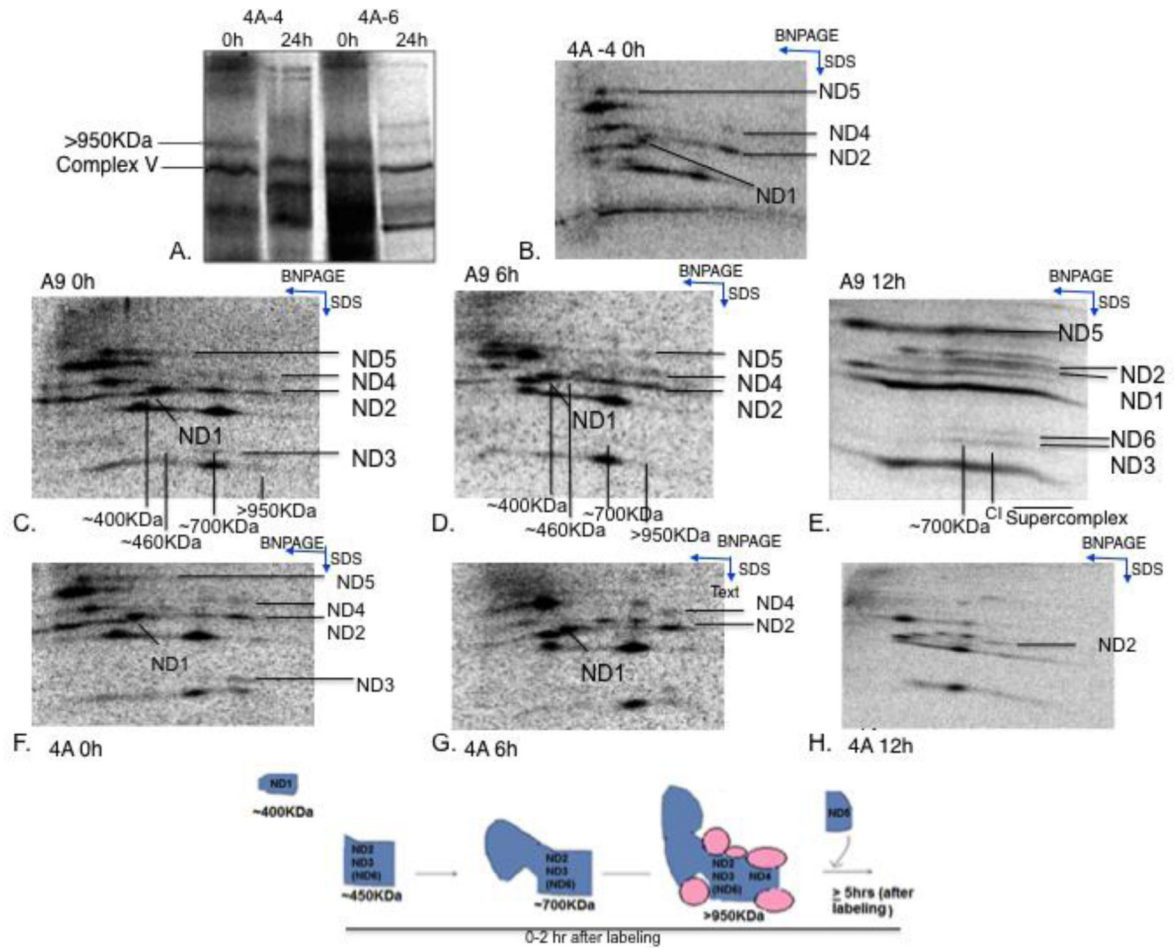 4A-4 4A-6
0h 24h 0h 24h
>950KDa
Complex V
A.
4A -4 0h
BNPAGE
SDS
ND5
ND4
ND2
ND1
B.
A9 0h
BNPAGE
SDS
ND5
ND4
ND2
ND1
ND3
~400KDa
~460KDa
~700KDa
>950KDa
C.
A9 6h
BNPAGE
SDS
ND5
ND4
ND2
ND1
~400KDa
~460KDa
~700KDa
>950KDa
D.
A9 12h
BNPAGE
SDS
ND5
ND2
ND1
ND6
ND3
~700KDa
CI
Supercomplex
E.
BNPAGE
SDS
ND5
ND4
ND2
ND1
ND3
F. 4A 0h
BNPAGE
SDS
Text
ND4
ND2
ND1
G. 4A 6h
BNPAGE
SDS
ND2
H. 4A 12h
ND1
~400KDa
ND2
ND3
(ND6)
~450KDa
ND2
ND3
(ND6)
~700KDa
ND2
ND3 ND4
(ND6)
>950KDa
≥ 5hrs (after
labeling)
0-2 hr after labeling